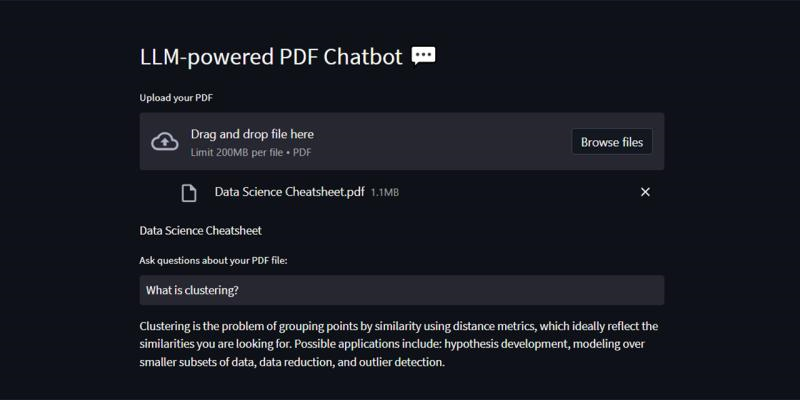 LLM-powered PDF Chatbot 💬
Upload your PDF
Drag and drop file here
Limit 200MB per file • PDF
Browse files
Data Science Cheatsheet.pdf 1.1MB
Data Science Cheatsheet
Ask questions about your PDF file:
What is clustering?
Clustering is the problem of grouping points by similarity using distance metrics, which ideally reflect the
similarities you are looking for. Possible applications include: hypothesis development, modeling over
smaller subsets of data, data reduction, and outlier detection.